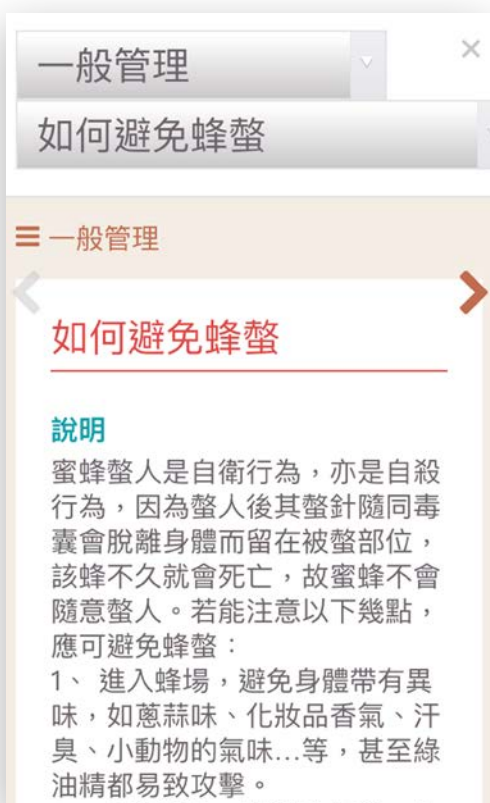 一般管理
如何避免蜂螫
一般管理
如何避免蜂螫
說明
蜜蜂螫人是自衛行為，亦是自殺
行為，因為螫人後其螫針隨同毒
囊會脫離身體而留在被螫部位，
該蜂不久就會死亡，故蜜蜂不會
隨意螫人。若能注意以下幾點，
應可避免蜂螫：
1、 進入蜂場，避免身體帶有異
味，如蔥蒜味、化妝品香氣、汗
臭、小動物的氣味...等，甚至綠
油精都易致攻擊。